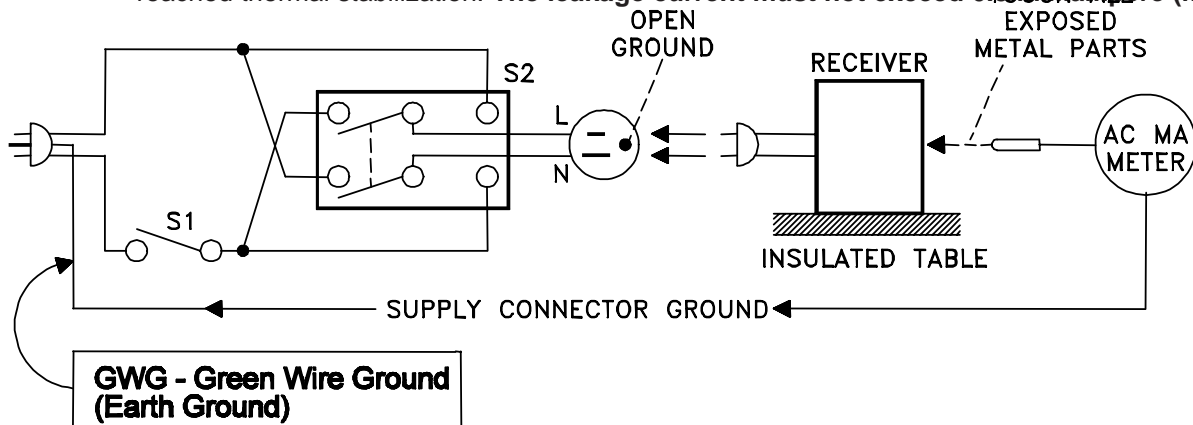 reached thermal stabilization. The leakage current must not exceed
OPEN
GROUND
EXPOSED
METAL PARTS
S2
RECEIVER
L
N
AC MA
METER
S1
INSULATED TABLE
SUPPLY CONNECTOR GROUND
GWG - Green Wire Ground
(Earth Ground)